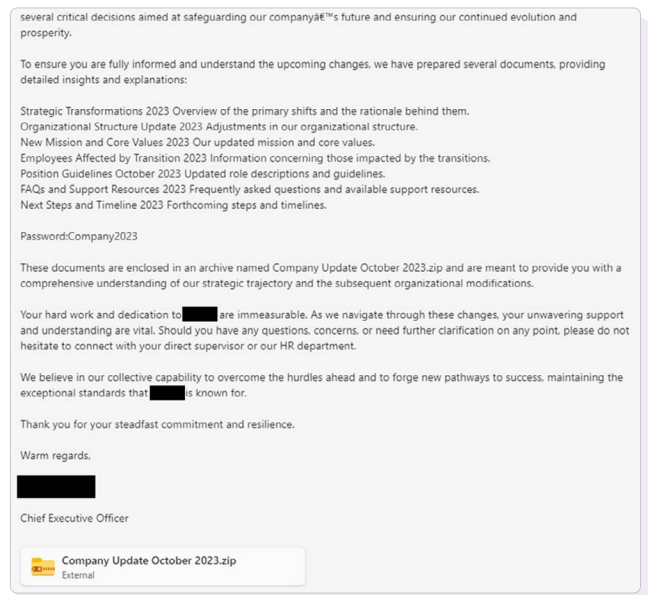 several critical decisions aimed at safeguarding our companyâ€™s future and ensuring our continued evolution and
prosperity.
To ensure you are fully informed and understand the upcoming changes, we have prepared several documents, providing
detailed insights and explanations:
Strategic Transformations 2023 Overview of the primary shifts and the rationale behind them.
Organizational Structure Update 2023 Adjustments in our organizational structure.
New Mission and Core Values 2023 Our updated mission and core values.
Employees Affected by Transition 2023 Information concerning those impacted by the transitions.
Position Guidelines October 2023 Updated role descriptions and guidelines.
FAQs and Support Resources 2023 Frequently asked questions and available support resources.
Next Steps and Timeline 2023 Forthcoming steps and timelines.
Password:Company2023
These documents are enclosed in an archive named Company Update October 2023.zip and are meant to provide you with a
comprehensive understanding of our strategic trajectory and the subsequent organizational modifications.
Your hard work and dedication to are immeasurable. As we navigate through these changes, your unwavering support
and understanding are vital. Should you have any questions, concerns, or need further clarification on any point, please do not
hesitate to connect with your direct supervisor or our HR department.
We believe in our collective capability to overcome the hurdles ahead and to forge new pathways to success, maintaining the
exceptional standards that is known for.
Thank you for your steadfast commitment and resilience.
Warm regards,
Chief Executive Officer
Company Update October 2023.zip
External